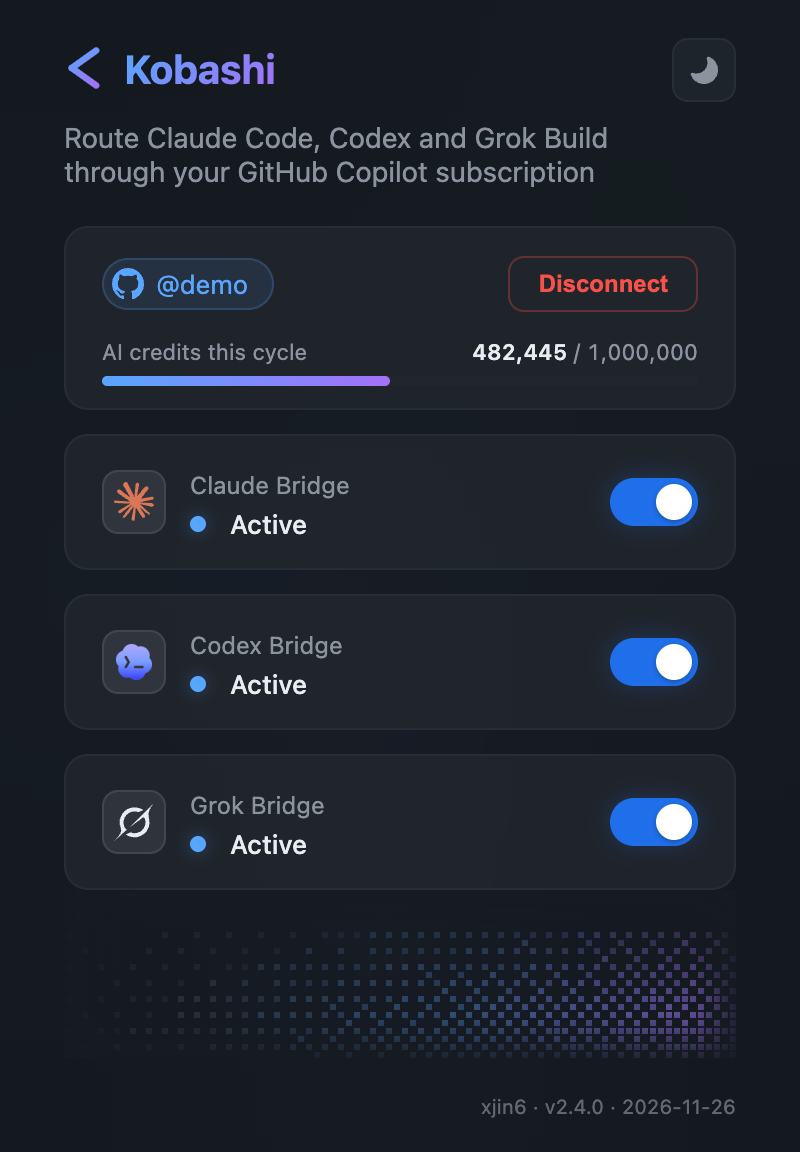 Kobashi
Route Claude Code, Codex and Grok Build
through your GitHub Copilot subscription
@demo
Disconnect
AI credits this cycle
482,445 / 1,000,000
Claude Bridge
Active
Codex Bridge
Active
Grok Bridge
Active
xjin6 · v2.4.0 · 2026-11-26